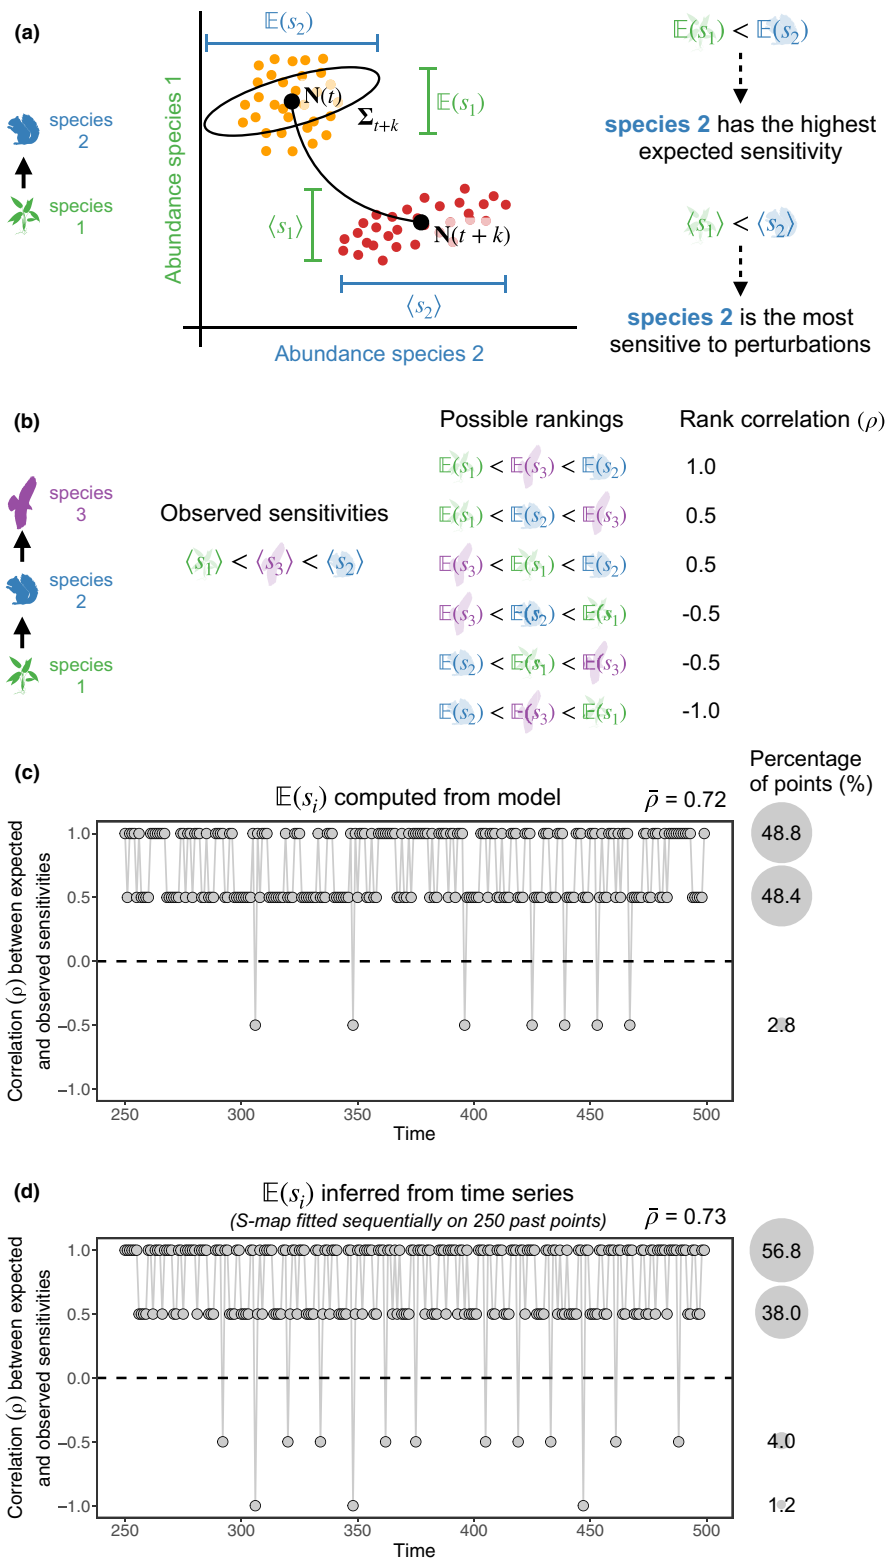 (a)
𝔼(s₂)
𝔼(s₁) < 𝔼(s₂)
N(t)
Σₜ₊ₖ
𝔼(s₁)
species 2 has the highest
expected sensitivity
species
2
species
1
Abundance species 1
⟨s₁⟩
N(t + k)
⟨s₂⟩
Abundance species 2
⟨s₁⟩ < ⟨s₂⟩
species 2 is the most
sensitive to perturbations
(b)
Possible rankings
Rank correlation (ρ)
species
3
species
2
species
1
Observed sensitivities
⟨s₁⟩ < ⟨s₃⟩ < ⟨s₂⟩
𝔼(s₁) < 𝔼(s₃) < 𝔼(s₂) 1.0
𝔼(s₁) < 𝔼(s₂) < 𝔼(s₃) 0.5
𝔼(s₃) < 𝔼(s₁) < 𝔼(s₂) 0.5
𝔼(s₃) < 𝔼(s₂) < 𝔼(s₁) -0.5
𝔼(s₂) < 𝔼(s₁) < 𝔼(s₃) -0.5
𝔼(s₂) < 𝔼(s₃) < 𝔼(s₁) -1.0
(c)
𝔼(sᵢ) computed from model
ρ̄ = 0.72
Percentage
of points (%)
Correlation (ρ) between expected
and observed sensitivities
1.0
0.5
0.0
−0.5
−1.0
48.8
48.4
2.8
250 300 350 400 450 500
Time
(d)
𝔼(sᵢ) inferred from time series
(S-map fitted sequentially on 250 past points)
ρ̄ = 0.73
Correlation (ρ) between expected
and observed sensitivities
1.0
0.5
0.0
−0.5
−1.0
56.8
38.0
4.0
1.2
250 300 350 400 450 500
Time